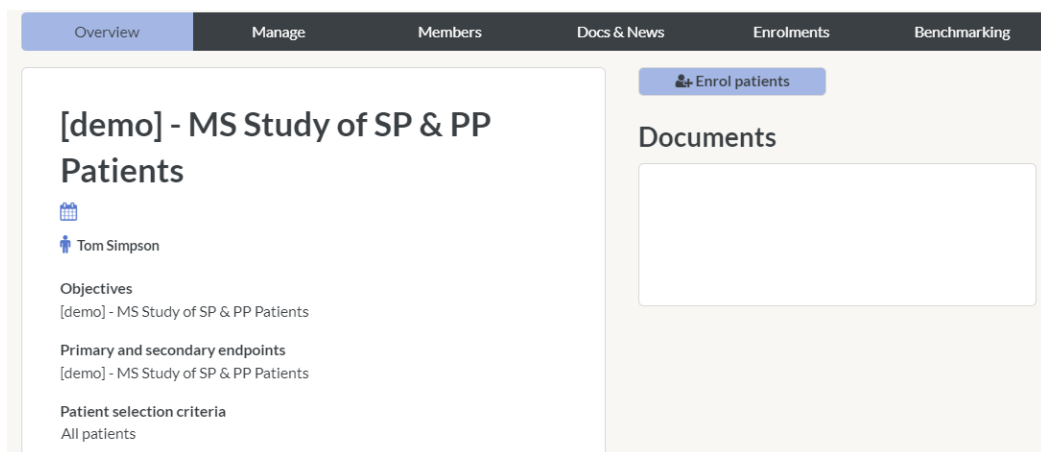 Overview Manage Members Docs & News Enrolments Benchmarking
[demo] - MS Study of SP & PP
Patients
Tom Simpson
Objectives
[demo] - MS Study of SP & PP Patients
Primary and secondary endpoints
[demo] - MS Study of SP & PP Patients
Patient selection criteria
All patients
Enrol patients
Documents